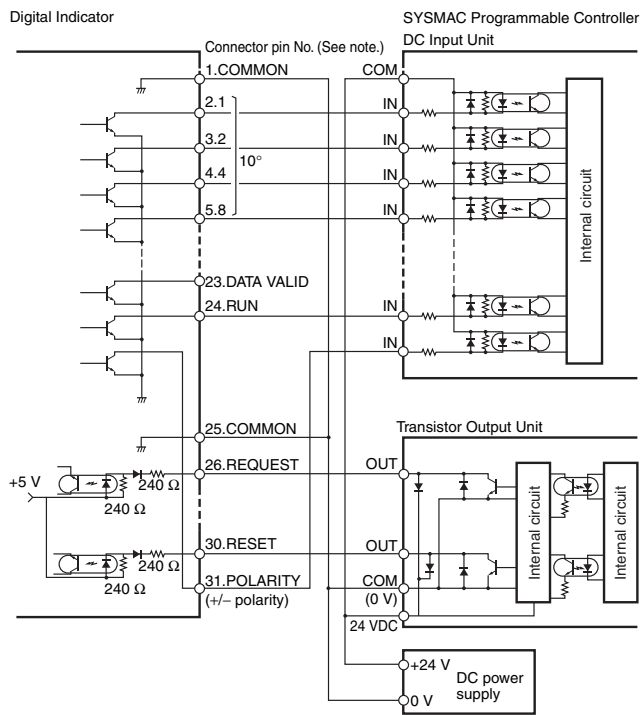 Digital Indicator
SYSMAC Programmable Controller
DC Input Unit
Connector pin No. (See note.)
1.COMMON
COM
2.1
IN
3.2
IN
10°
4.4
IN
5.8
IN
Internal circuit
23.DATA VALID
24.RUN
IN
IN
25.COMMON
Transistor Output Unit
26.REQUEST
OUT
+5 V
240 Ω
240 Ω
Internal circuit
Internal circuit
30.RESET
OUT
240 Ω
240 Ω
31.POLARITY
(+/− polarity)
COM
(0 V)
24 VDC
+24 V
DC power
supply
0 V